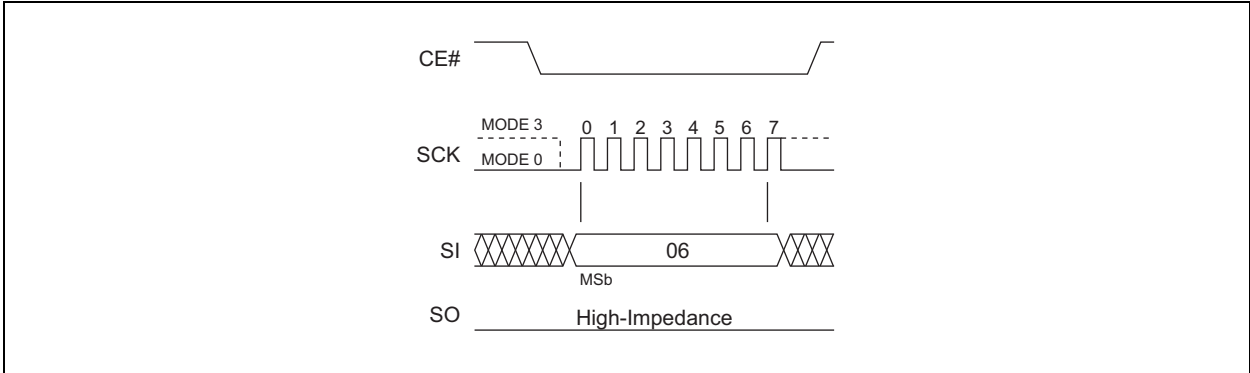 CE#
MODE 3
0 1 2 3 4 5 6 7
SCK
MODE 0
SI
06
MSb
SO
High-Impedance